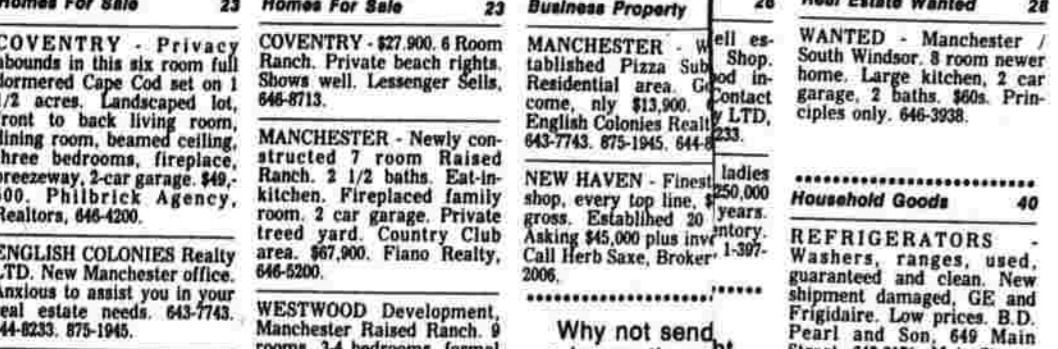 Homes For Sale 23
COVENTRY - Privacy
abounds in this six room full
dormered Cape Cod set on 1
1/2 acres. Landscaped lot,
front to back living room,
dining room, beamed ceiling,
three bedrooms, fireplace,
breezeway, 2-car garage. $49,-
500. Philbrick Agency,
Realtors, 646-4200.
ENGLISH COLONIES Realty
LTD. New Manchester office.
Anxious to assist you in your
real estate needs. 643-7743.
644-8233. 875-1945.
Homes For Sale 23
COVENTRY - $27.900. 6 Room
Ranch. Private beach rights.
Shows well. Lessenger Sells,
646-8713.
MANCHESTER - Newly con-
structed 7 room Raised
Ranch. 2 1/2 baths. Eat-in-
kitchen. Fireplaced family
room. 2 car garage. Private
treed yard. Country Club
area. $67,900. Fiano Realty,
646-5200.
WESTWOOD Development,
Manchester Raised Ranch. 9
rooms, 3-4 bedrooms, formal
Business Property 26
MANCHESTER - Well es-
tablished Pizza Sub Shop.
Residential area. Good in-
come, nly $13,900. Contact
English Colonies Realty LTD,
643-7743. 875-1945. 644-8233.
NEW HAVEN - Finest ladies
shop, every top line, $250,000
gross. Establihed 20 years.
Asking $45,000 plus inventory.
Call Herb Saxe, Broker 1-397-
2006.
Why not send
Real Estate Wanted 28
WANTED - Manchester /
South Windsor. 8 room newer
home. Large kitchen, 2 car
garage, 2 baths. $60s. Prin-
ciples only. 646-3938.
Household Goods 40
REFRIGERATORS -
Washers, ranges, used,
guaranteed and clean. New
shipment damaged, GE and
Frigidaire. Low prices. B.D.
Pearl and Son, 649 Main